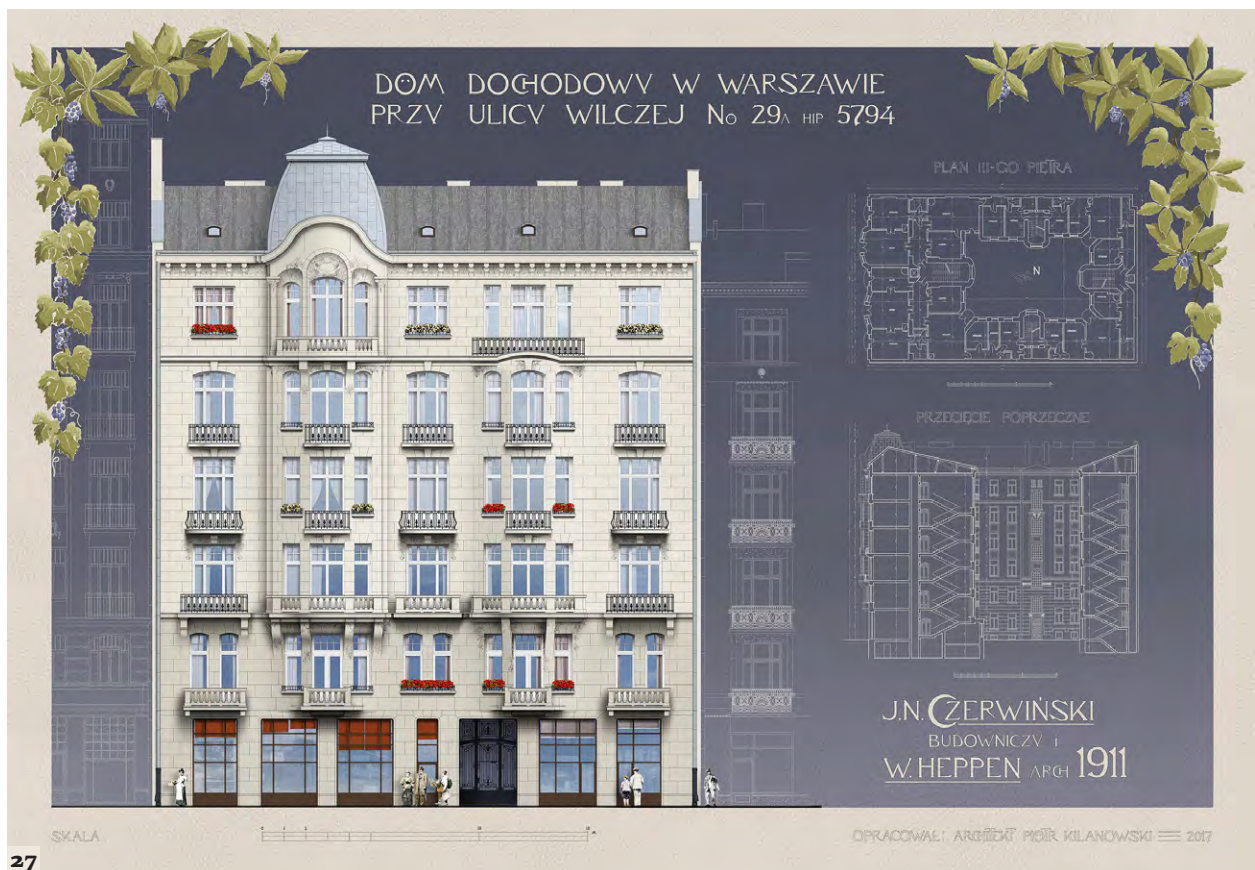 DOM DOCHODOWY W WARSZAWIE
PRZY ULICY WILCZEJ No 29A HIP 5794
PLAN III-GO PIĘTRA
N
PRZECIĘCIE POPRZECZNE
J.N. CZERWIŃSKI
BUDOWNICZY I
W. HEPPEN ARCH 1911
SKALA
OPRACOWAŁ: ARCHITEKT PIOTR KILANOWSKI 2017
27